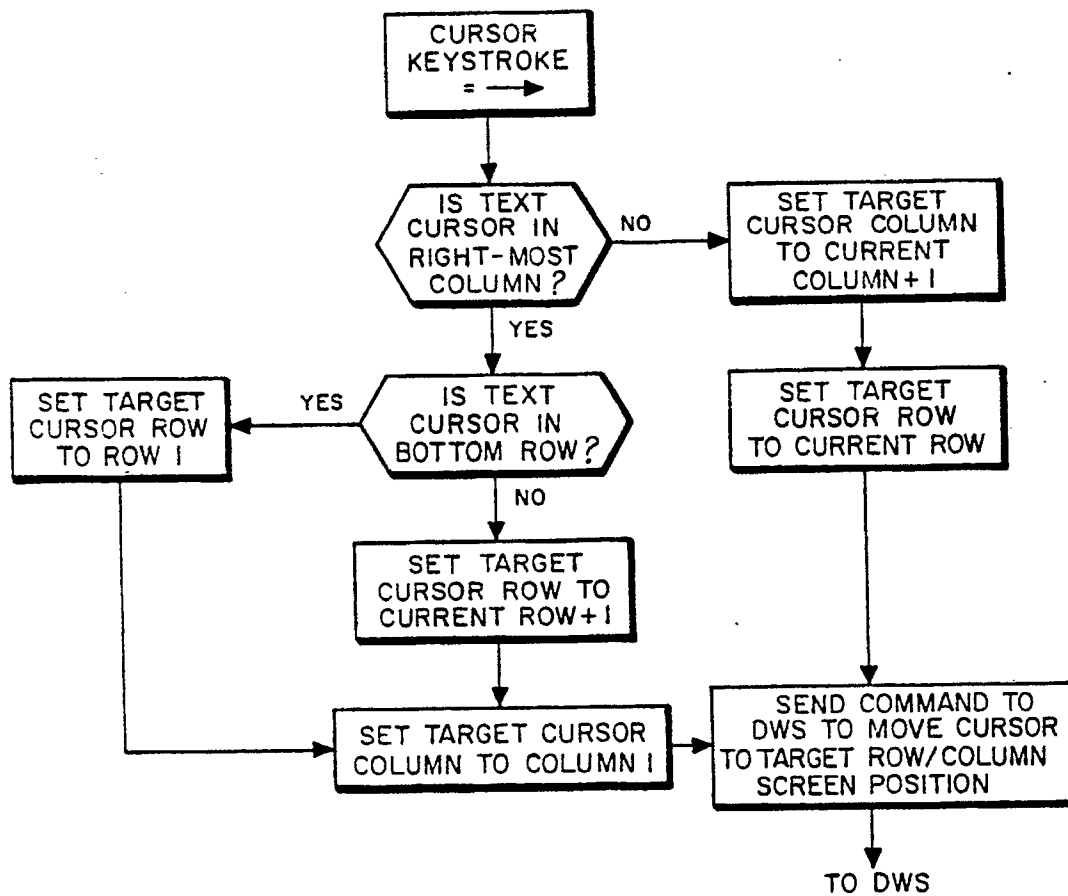 CURSOR
KEYSTROKE
= →
IS TEXT
CURSOR IN
RIGHT-MOST
COLUMN?
NO
SET TARGET
CURSOR COLUMN
TO CURRENT
COLUMN+1
YES
SET TARGET
CURSOR ROW
TO ROW 1
YES
IS TEXT
CURSOR IN
BOTTOM ROW?
SET TARGET
CURSOR ROW
TO CURRENT ROW
NO
SET TARGET
CURSOR ROW TO
CURRENT ROW+1
SET TARGET CURSOR
COLUMN TO COLUMN 1
SEND COMMAND TO
DWS TO MOVE CURSOR
TO TARGET ROW/COLUMN
SCREEN POSITION
TO DWS